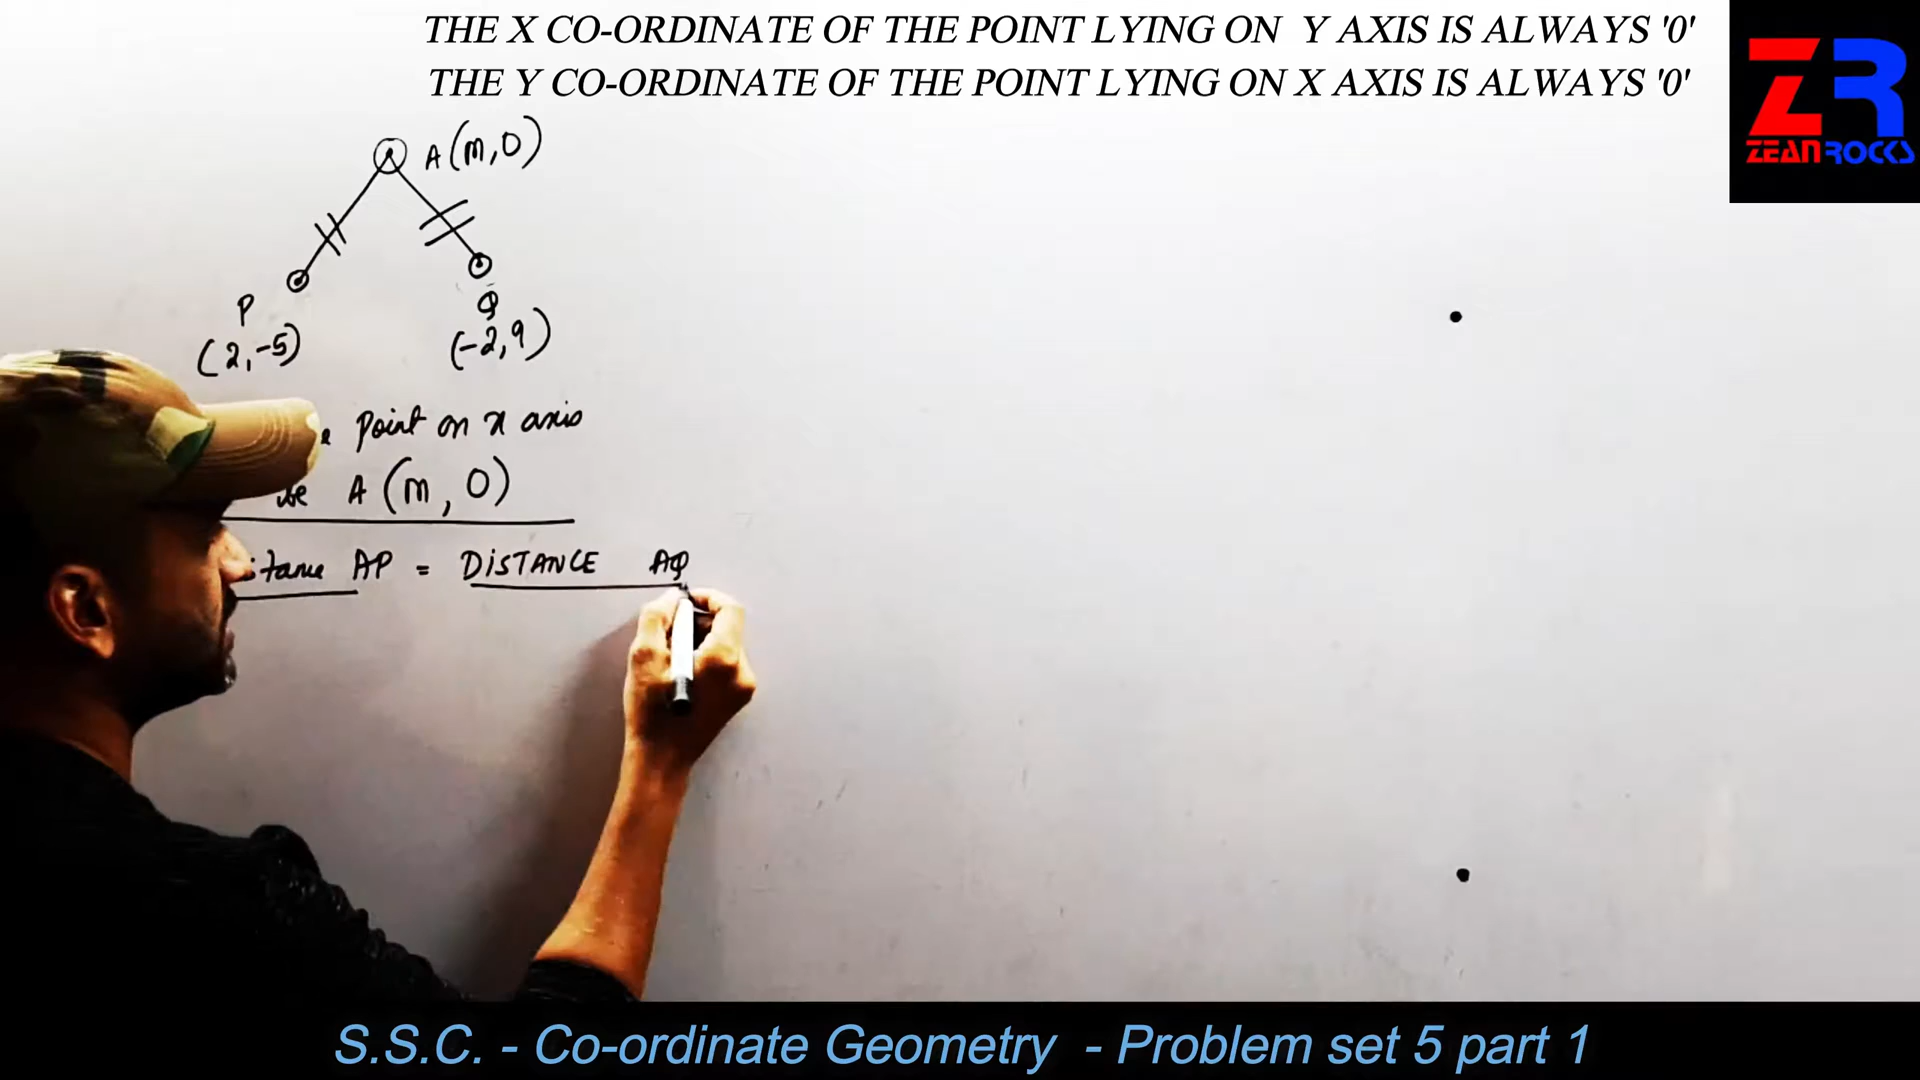 THE X CO-ORDINATE OF THE POINT LYING ON Y AXIS IS ALWAYS '0'
THE Y CO-ORDINATE OF THE POINT LYING ON X AXIS IS ALWAYS '0'
ZR
ZEAN ROCKS
A (m, 0)
P
Q
(2, -5)
(-2, 9)
point on x axis
be A (m, 0)
AP = DISTANCE AQ
S.S.C. - Co-ordinate Geometry - Problem set 5 part 1